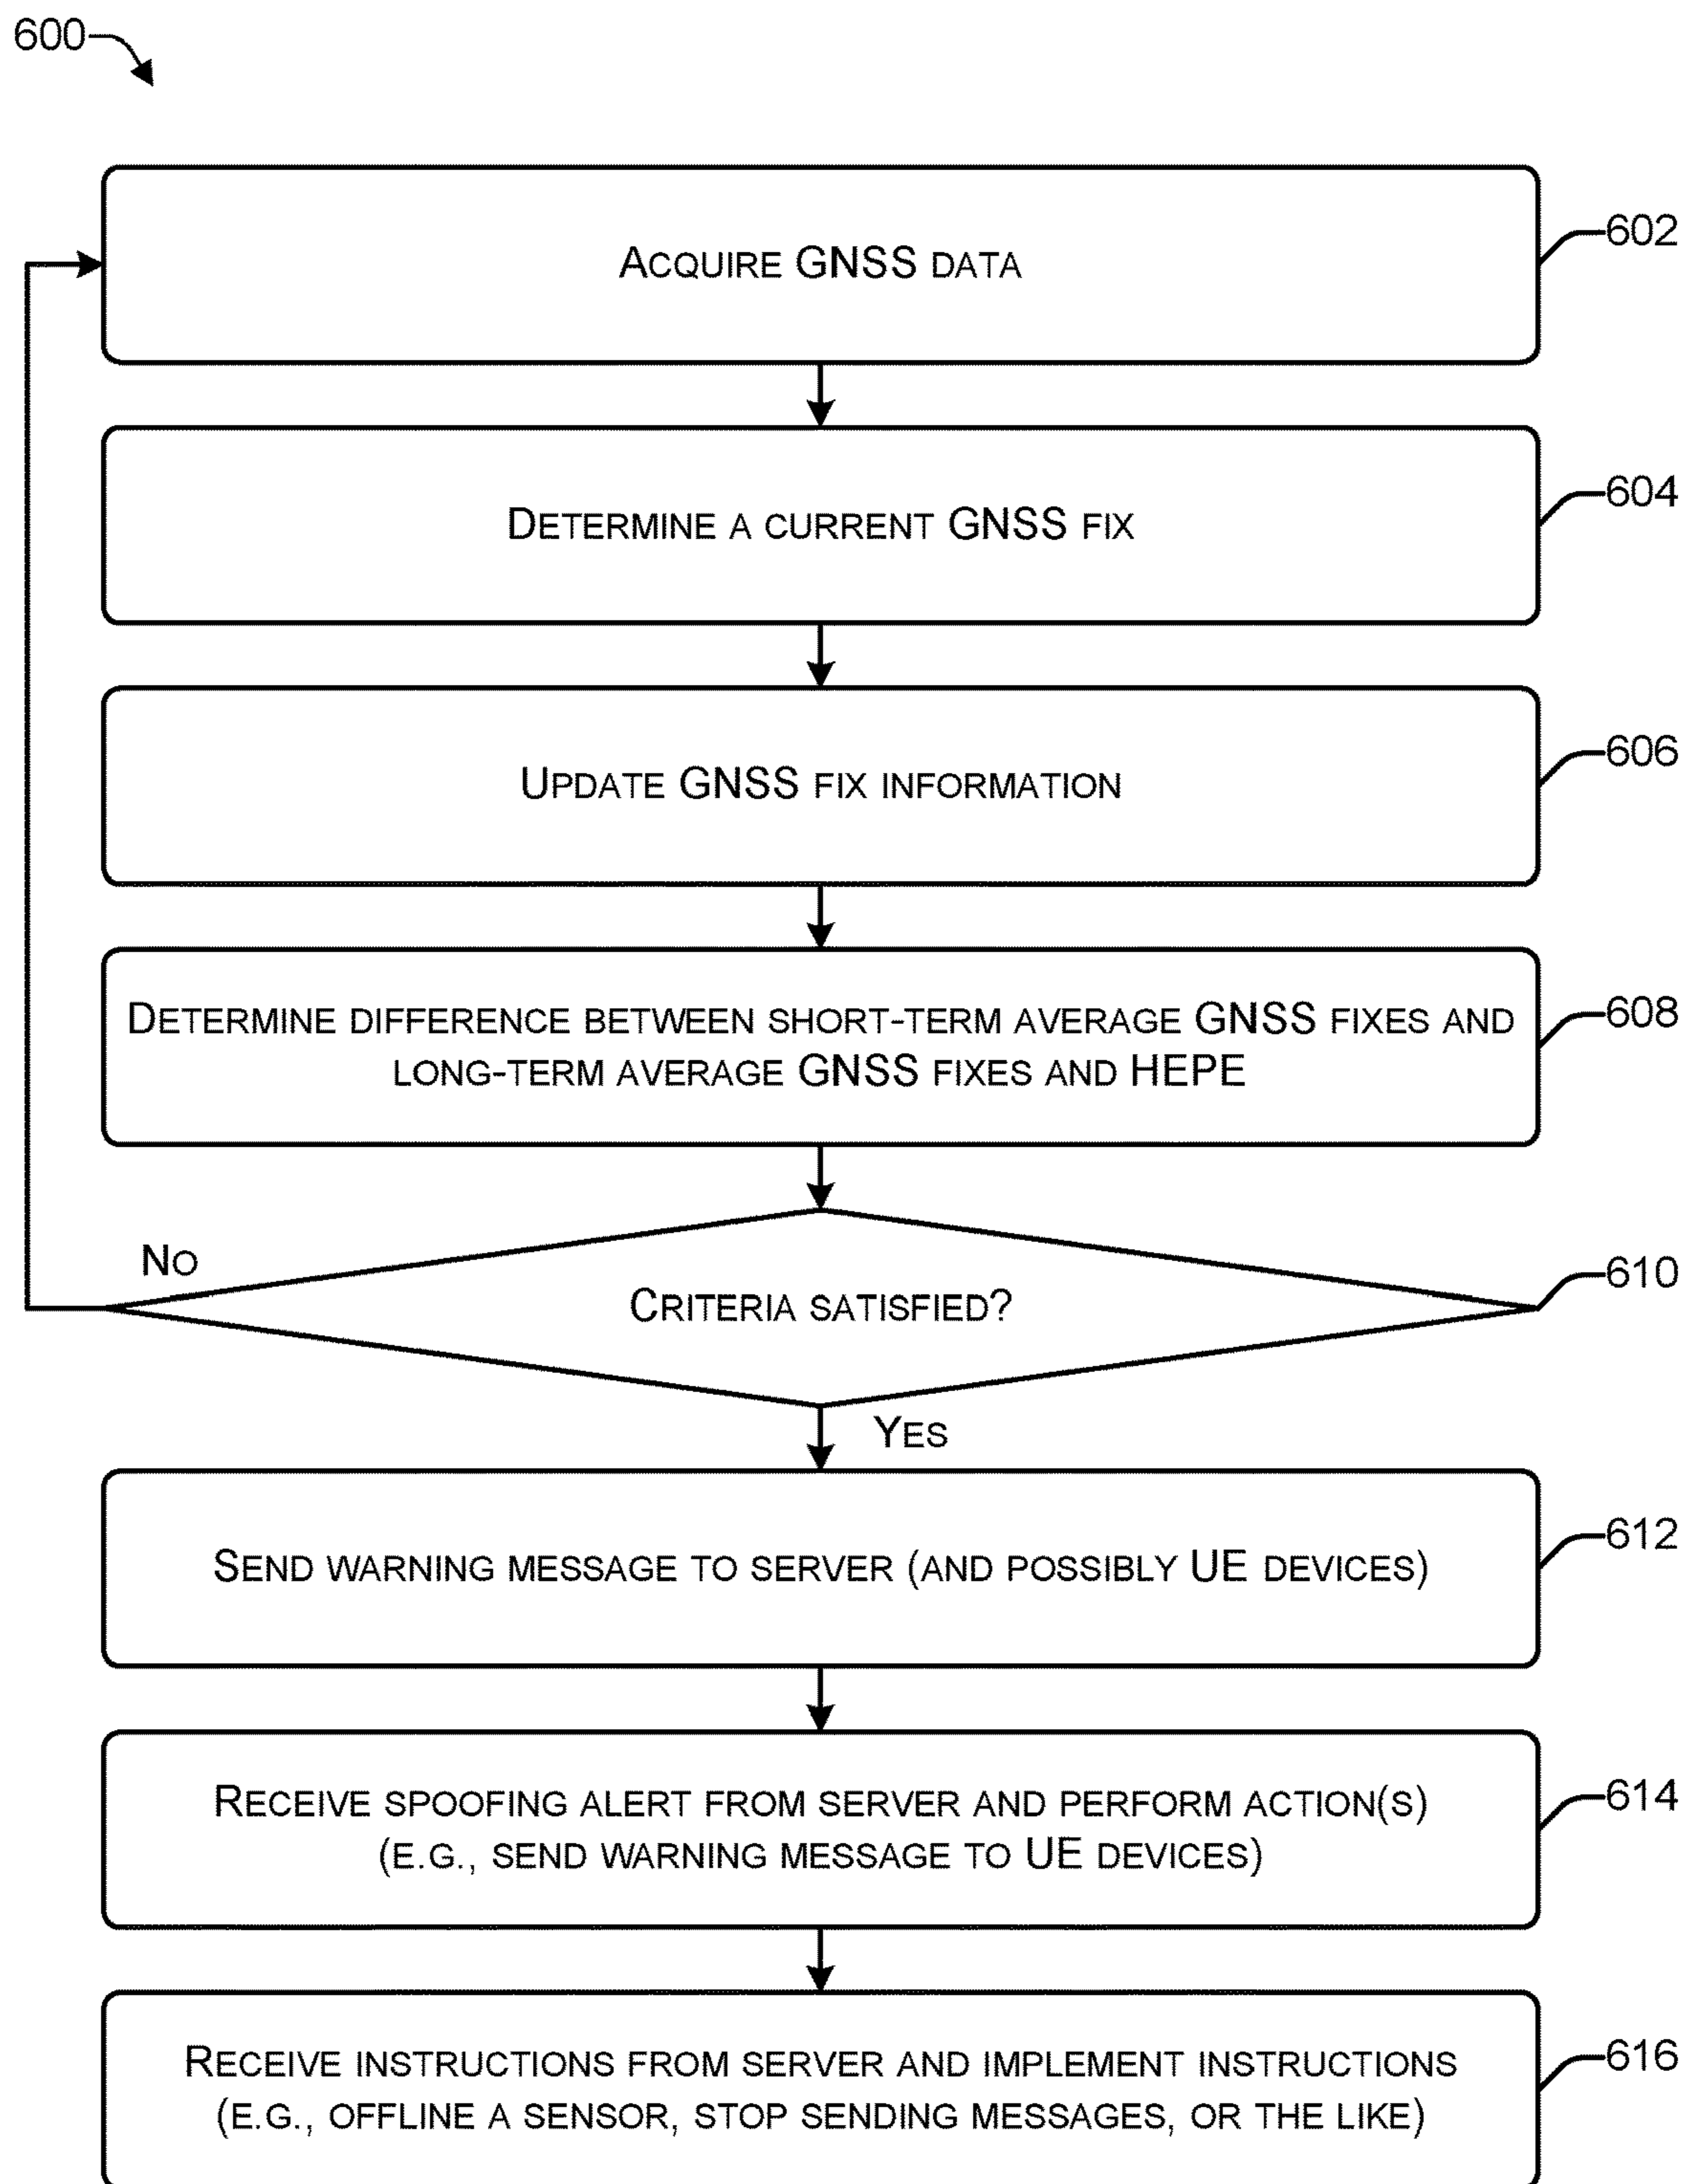 600
ACQUIRE GNSS DATA
602
DETERMINE A CURRENT GNSS FIX
604
UPDATE GNSS FIX INFORMATION
606
DETERMINE DIFFERENCE BETWEEN SHORT-TERM AVERAGE GNSS FIXES AND
LONG-TERM AVERAGE GNSS FIXES AND HEPE
608
NO
CRITERIA SATISFIED?
610
YES
SEND WARNING MESSAGE TO SERVER (AND POSSIBLY UE DEVICES)
612
RECEIVE SPOOFING ALERT FROM SERVER AND PERFORM ACTION(S)
(E.G., SEND WARNING MESSAGE TO UE DEVICES)
614
RECEIVE INSTRUCTIONS FROM SERVER AND IMPLEMENT INSTRUCTIONS
(E.G., OFFLINE A SENSOR, STOP SENDING MESSAGES, OR THE LIKE)
616